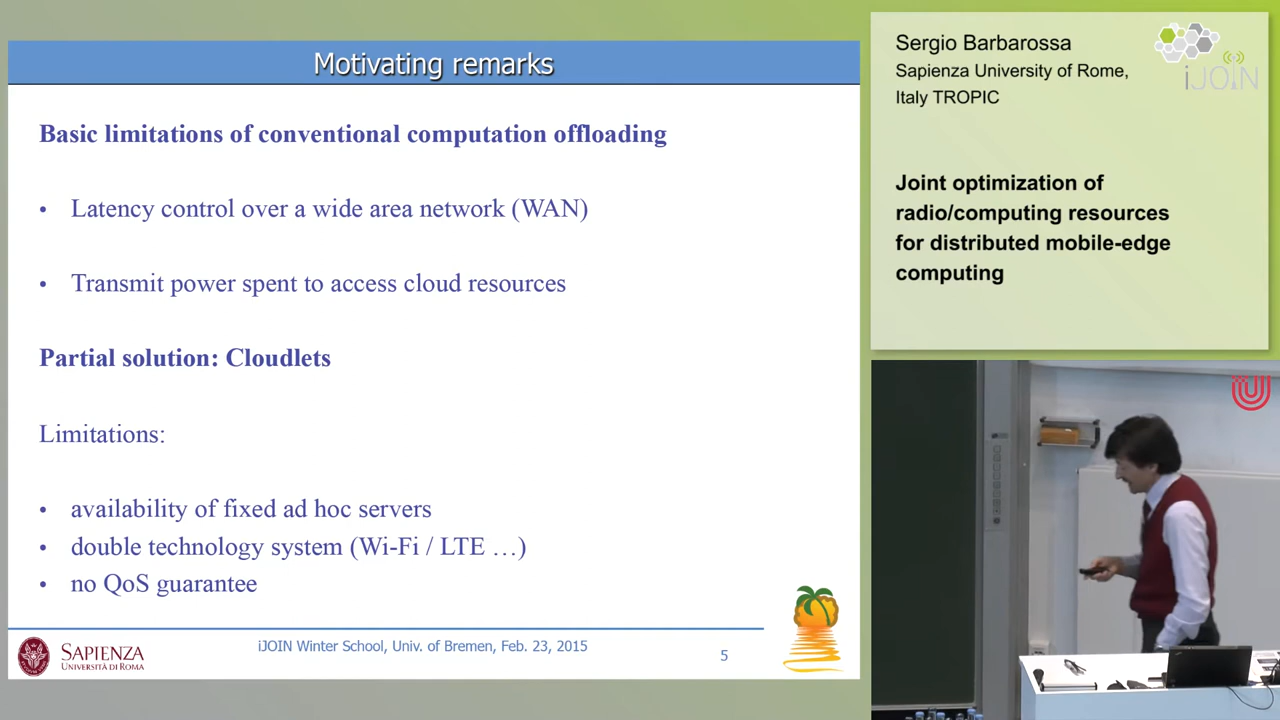 Motivating remarks
Basic limitations of conventional computation offloading
• Latency control over a wide area network (WAN)
• Transmit power spent to access cloud resources
Partial solution: Cloudlets
Limitations:
• availability of fixed ad hoc servers
• double technology system (Wi-Fi / LTE …)
• no QoS guarantee
SAPIENZA
UNIVERSITÀ DI ROMA
iJOIN Winter School, Univ. of Bremen, Feb. 23, 2015
5
Sergio Barbarossa
Sapienza University of Rome,
Italy TROPIC
iJOIN
Joint optimization of
radio/computing resources
for distributed mobile-edge
computing